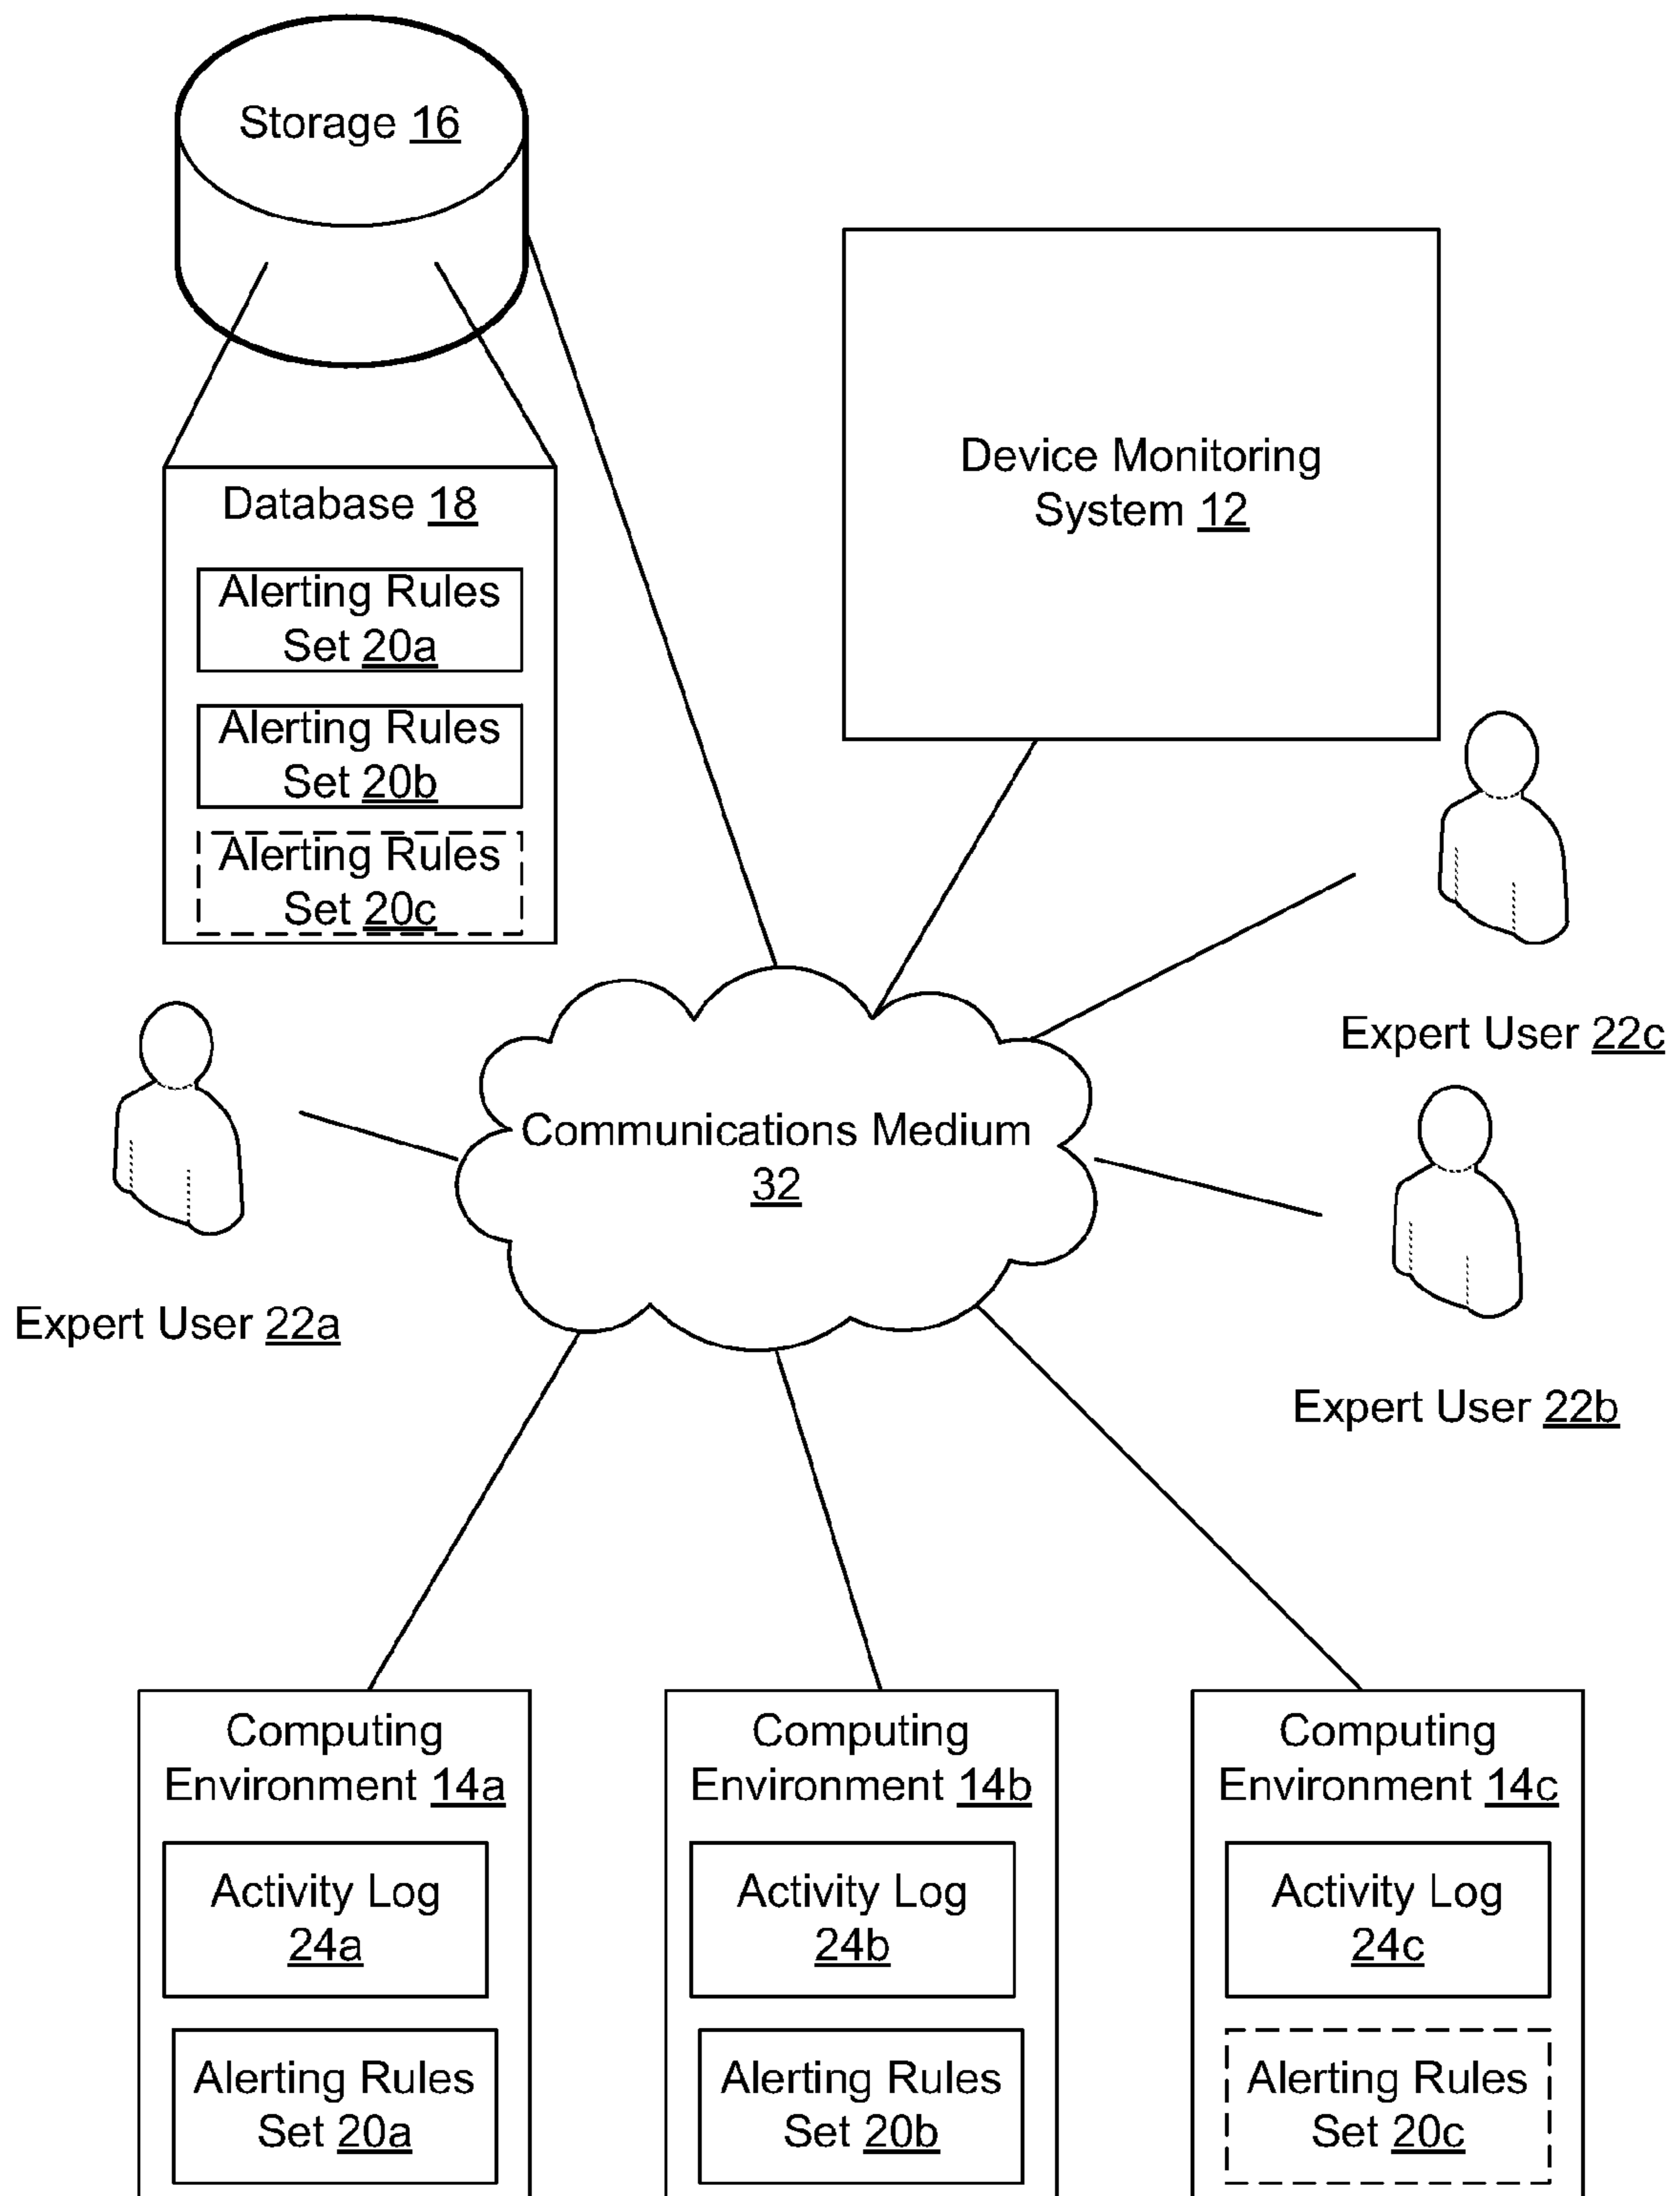 Storage 16
Device Monitoring
System 12
Database 18
Alerting Rules
Set 20a
Alerting Rules
Set 20b
Alerting Rules
Set 20c
Expert User 22c
Communications Medium
32
Expert User 22a
Expert User 22b
Computing
Environment 14a
Activity Log
24a
Alerting Rules
Set 20a
Computing
Environment 14b
Activity Log
24b
Alerting Rules
Set 20b
Computing
Environment 14c
Activity Log
24c
Alerting Rules
Set 20c